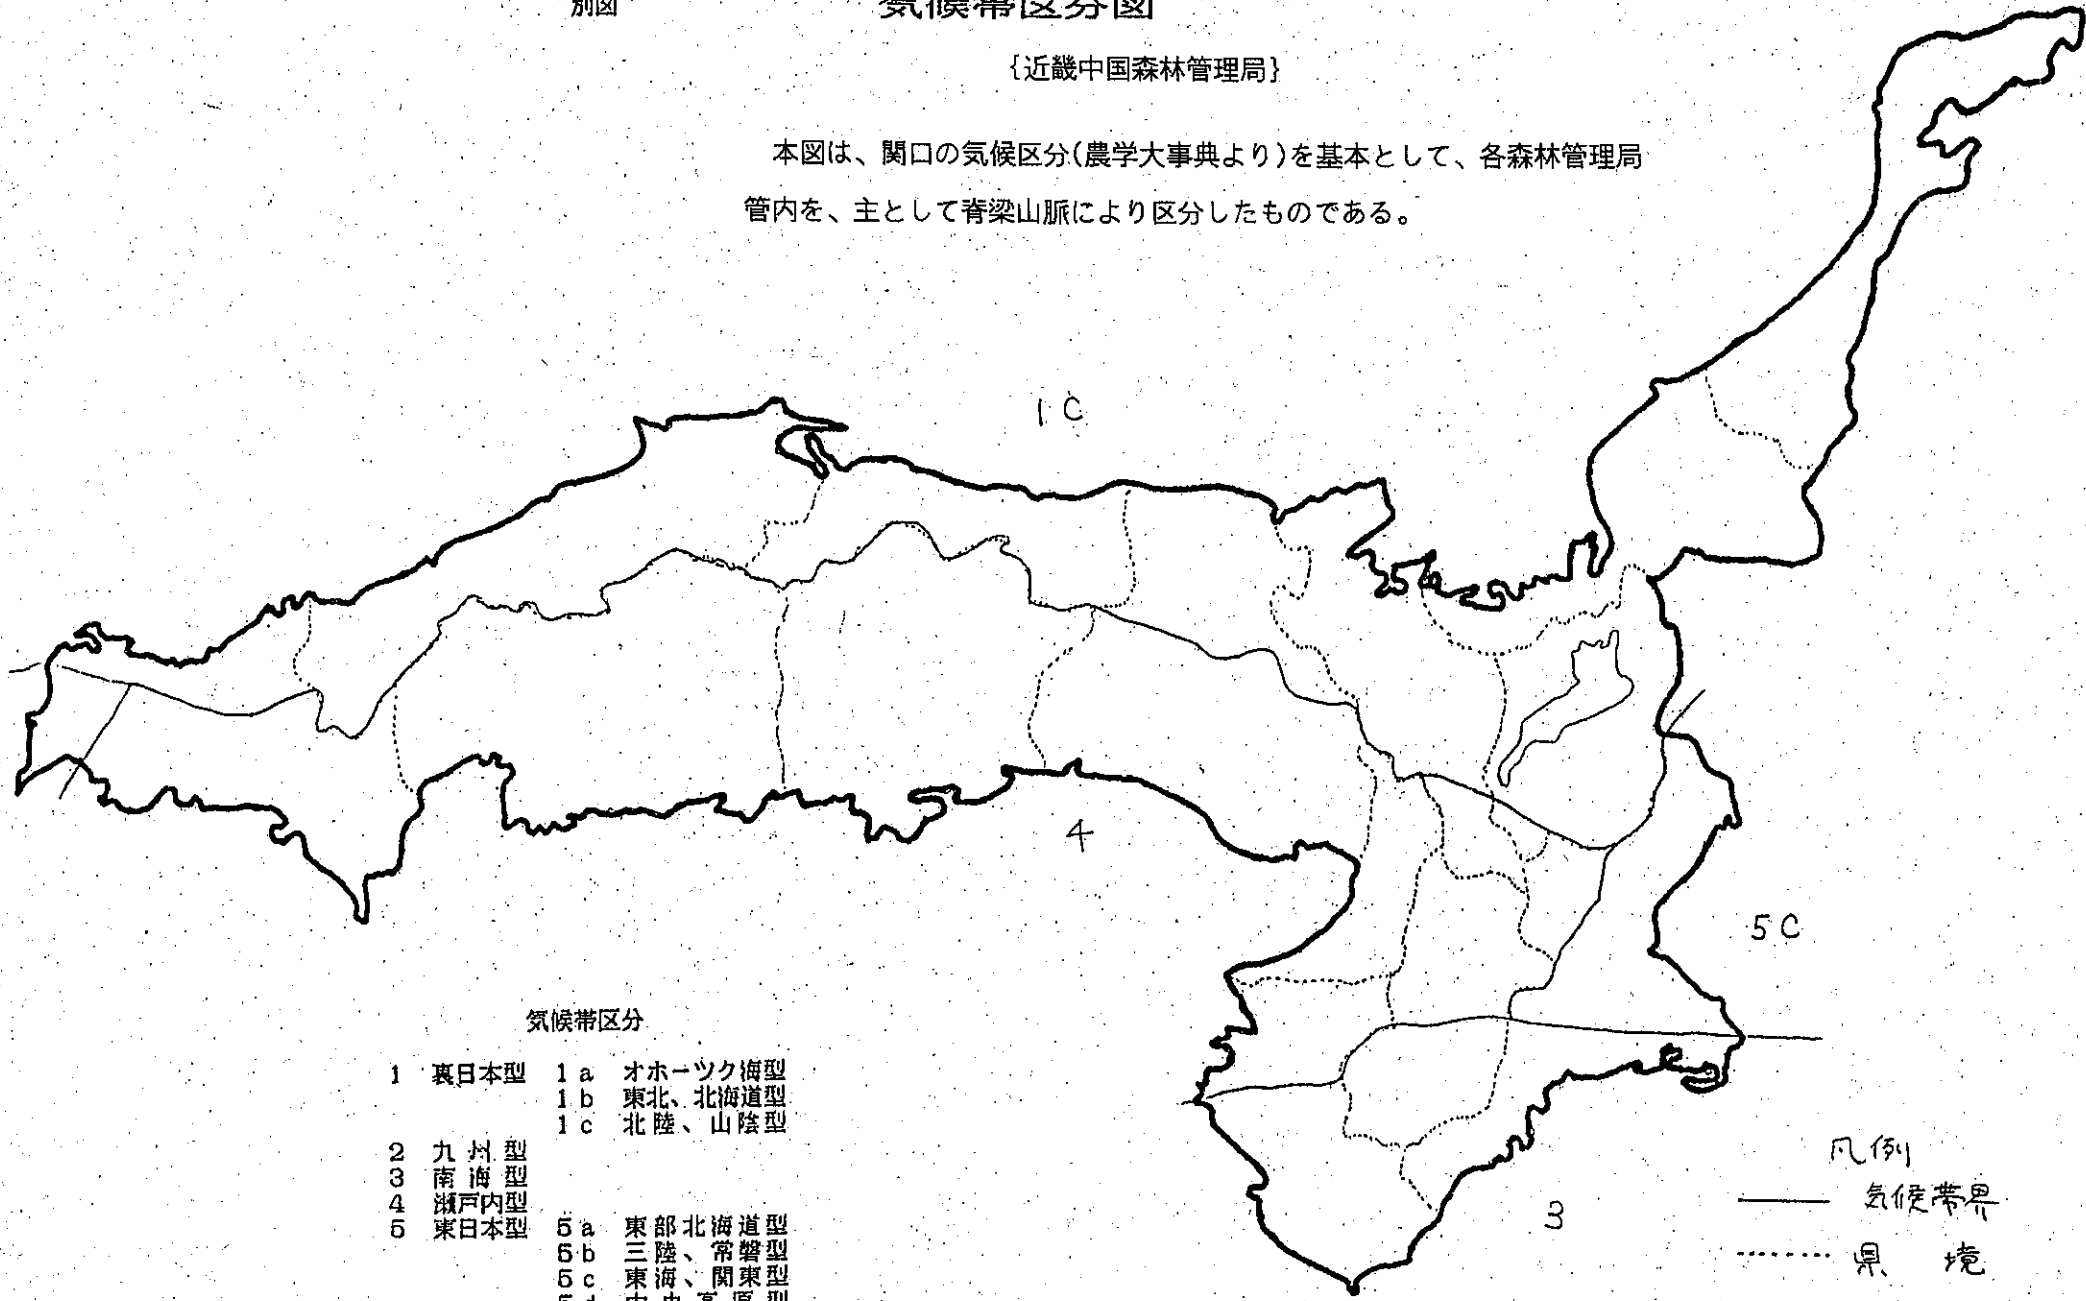 別図
気候帯区分図
{近畿中国森林管理局}
本図は、関口の気候区分(農学大事典より)を基本として、各森林管理局
管内を、主として脊梁山脈により区分したものである。
1C
4
5C
3
気候帯区分
1 裏日本型 1a オホーツク海型
1b 東北、北海道型
1c 北陸、山陰型
2 九州型
3 南海型
4 瀬戸内型
5 東日本型 5a 東部北海道型
5b 三陸、常磐型
5c 東海、関東型
5d 中央高原型
凡例
気候帯界
県境